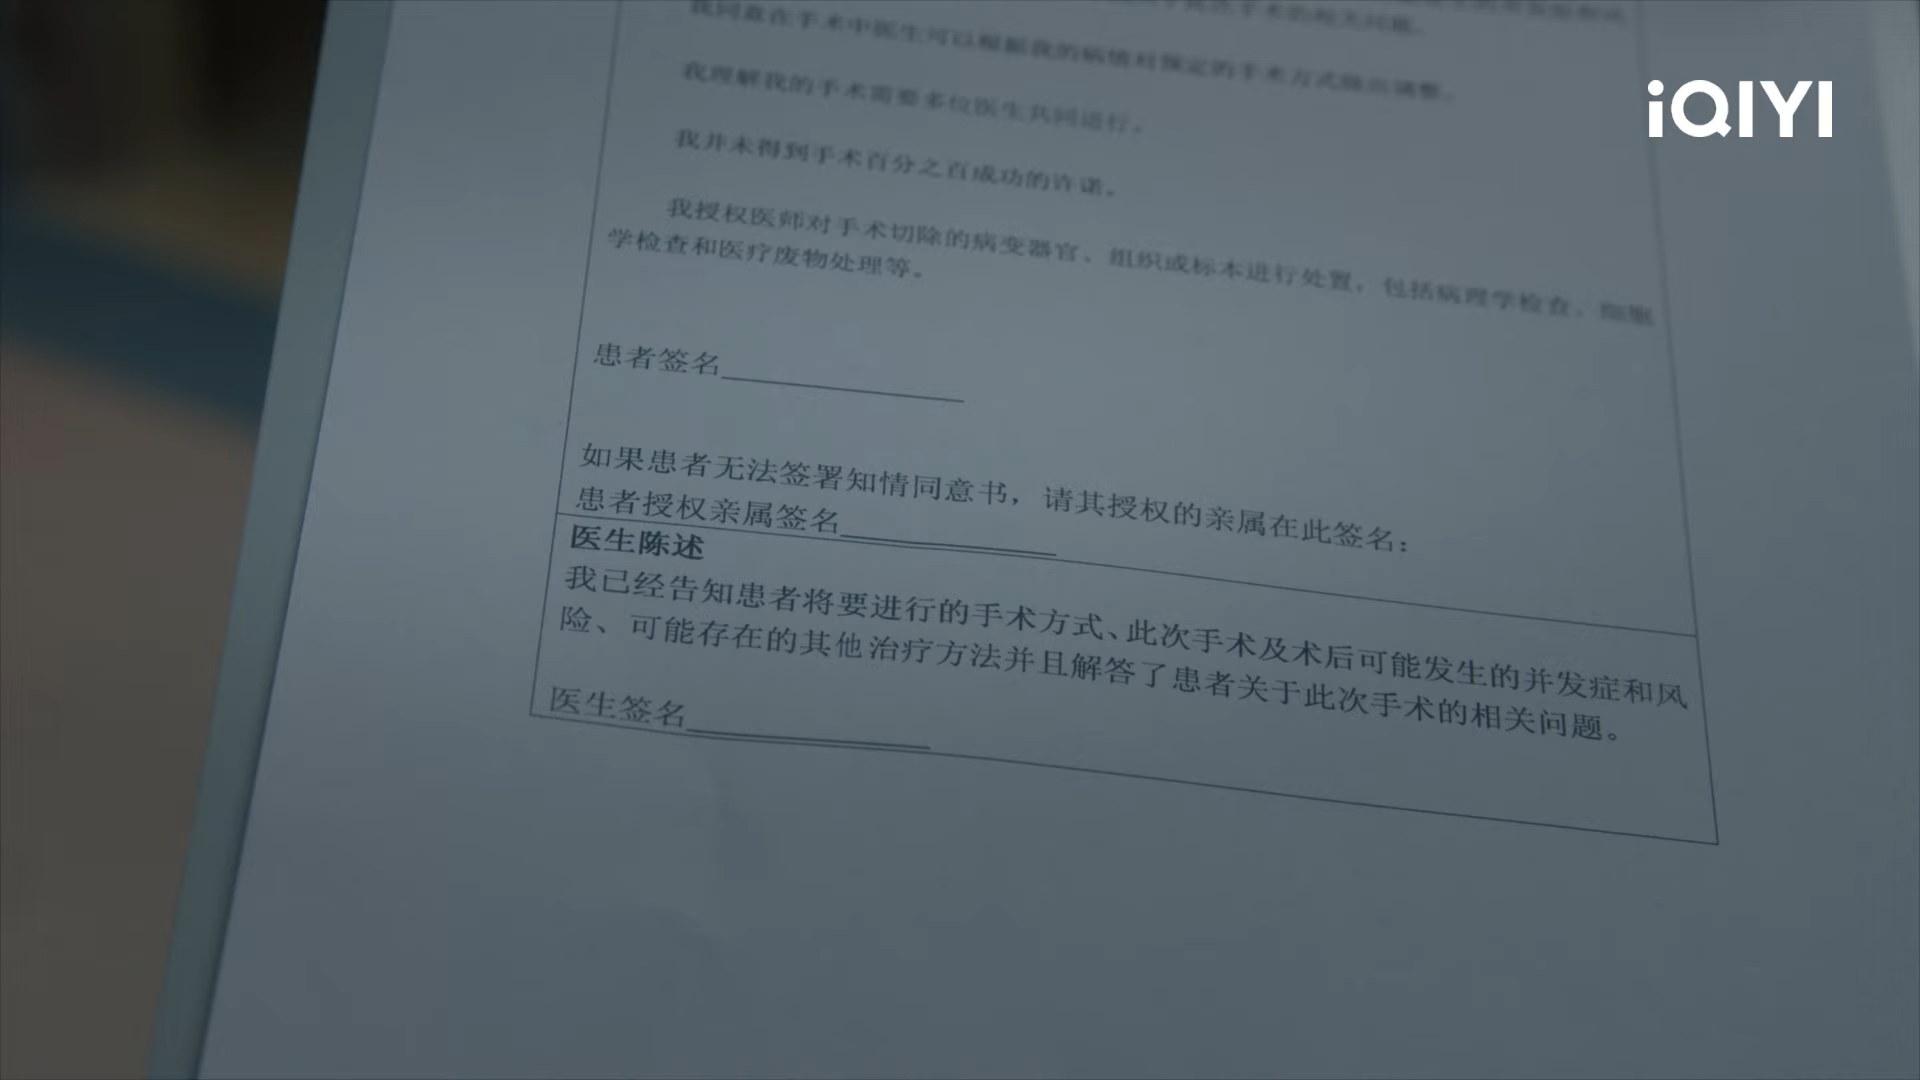 我同意在手术中医生可以根据我的病情对预定的手术方式做出调整。
我理解我的手术需要多位医生共同进行。
我并未得到手术百分之百成功的许诺。
我授权医师对手术切除的病变器官、组织或标本进行处置，包括病理学检查、细胞
学检查和医疗废物处理等。
患者签名
如果患者无法签署知情同意书，请其授权的亲属在此签名：
患者授权亲属签名
医生陈述
我已经告知患者将要进行的手术方式、此次手术及术后可能发生的并发症和风
险、可能存在的其他治疗方法并且解答了患者关于此次手术的相关问题。
医生签名
iQIYI